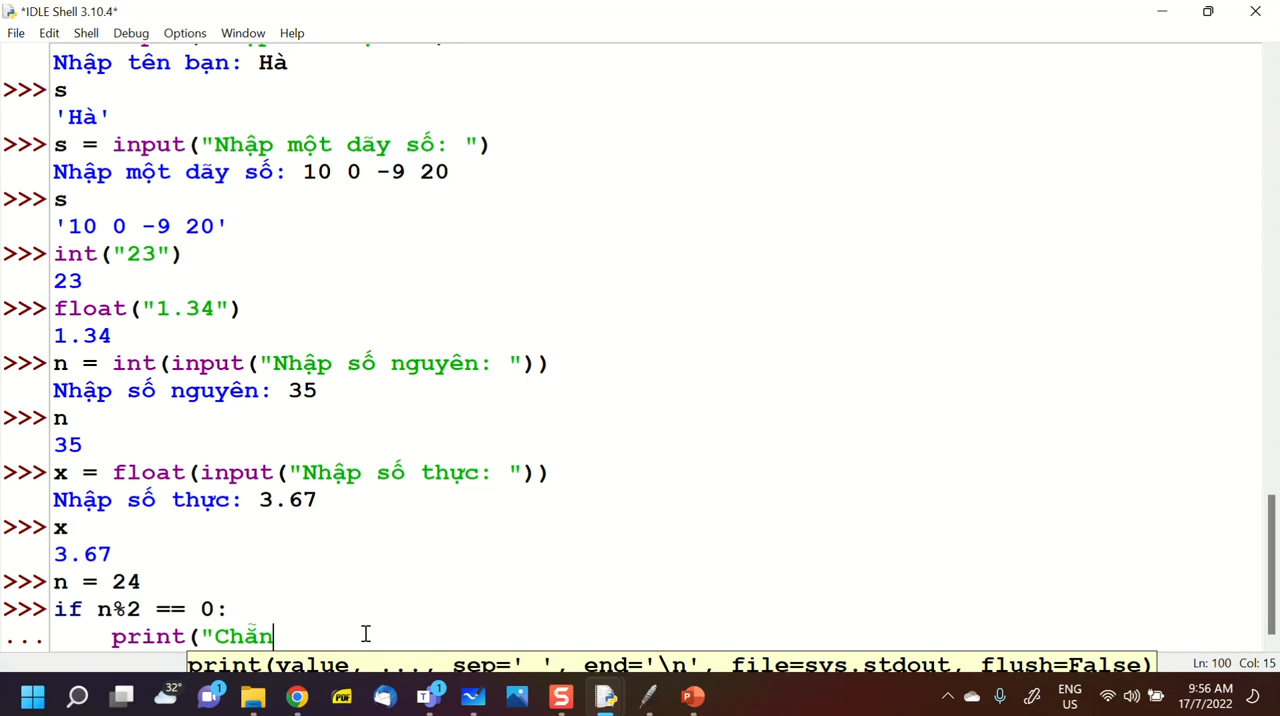 *IDLE Shell 3.10.4*
File Edit Shell Debug Options Window Help
Nhập tên bạn: Hà
>>> s
'Hà'
>>> s = input("Nhập một dãy số: ")
Nhập một dãy số: 10 0 -9 20
>>> s
'10 0 -9 20'
>>> int("23")
23
>>> float("1.34")
1.34
>>> n = int(input("Nhập số nguyên: "))
Nhập số nguyên: 35
>>> n
35
>>> x = float(input("Nhập số thực: "))
Nhập số thực: 3.67
>>> x
3.67
>>> n = 24
>>> if n%2 == 0:
... print("Chẵn
print(value, ..., sep=' ', end='\n', file=sys.stdout, flush=False)
Ln: 100 Col: 15
32°
1
PDF
T
1
S
P
ENG
US
9:56 AM
17/7/2022